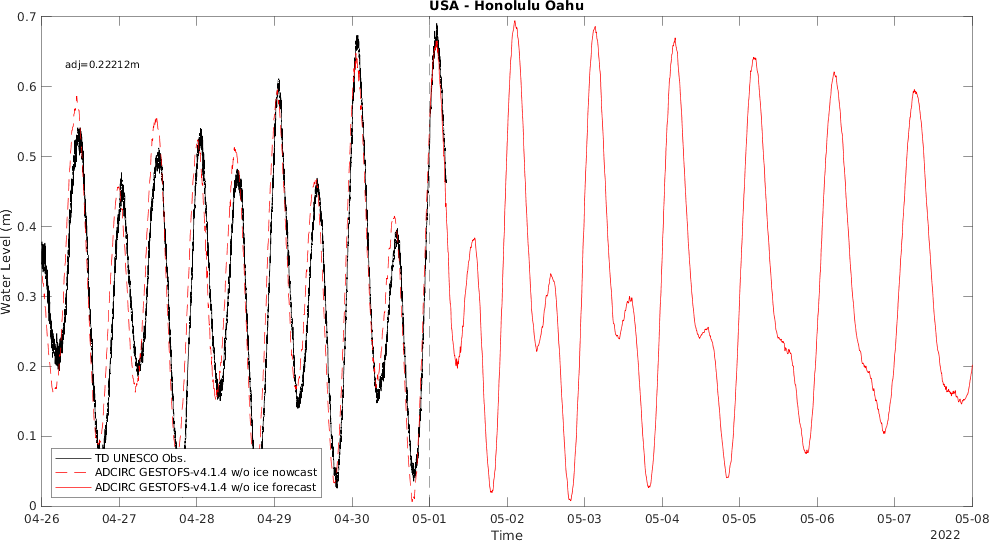 USA - Honolulu Oahu
0.7
adj=0.22212m
0.6
0.5
0.4
Water Level (m)
0.3
0.2
0.1
TD UNESCO Obs.
ADCIRC GESTOFS-v4.1.4 w/o ice nowcast
ADCIRC GESTOFS-v4.1.4 w/o ice forecast
0
04-26 04-27 04-28 04-29 04-30 05-01 05-02 05-03 05-04 05-05 05-06 05-07 05-08
Time
2022